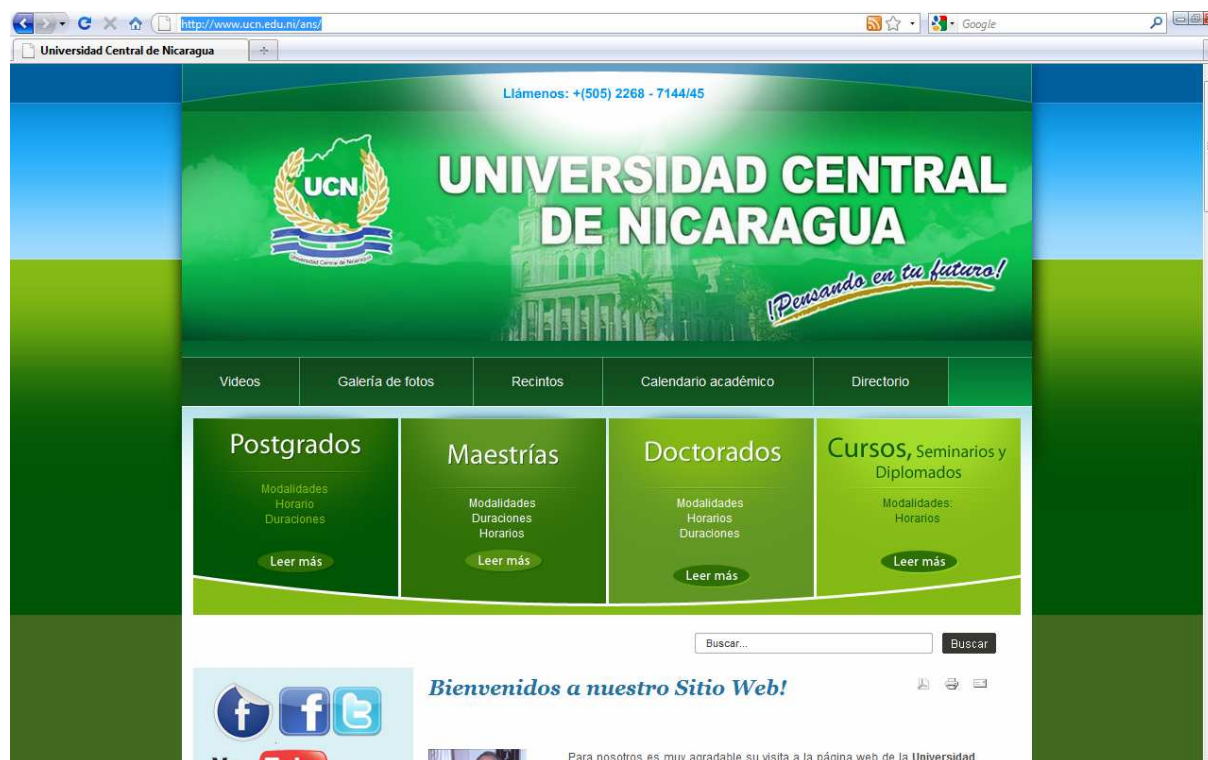 http://www.ucn.edu.ni/ans/
Google
Universidad Central de Nicaragua
Llámenos: +(505) 2268 - 7144/45
UCN
Universidad Central de Nicaragua
UNIVERSIDAD CENTRAL
DE NICARAGUA
¡Pensando en tu futuro!
Videos Galería de fotos Recintos Calendario académico Directorio
Postgrados
Modalidades
Horario
Duraciones
Leer más
Maestrías
Modalidades
Duraciones
Horarios
Leer más
Doctorados
Modalidades
Horarios
Duraciones
Leer más
Cursos, Seminarios y
Diplomados
Modalidades:
Horarios
Leer más
Buscar... Buscar
Bienvenidos a nuestro Sitio Web!
Para nosotros es muy agradable su visita a la página web de la Universidad